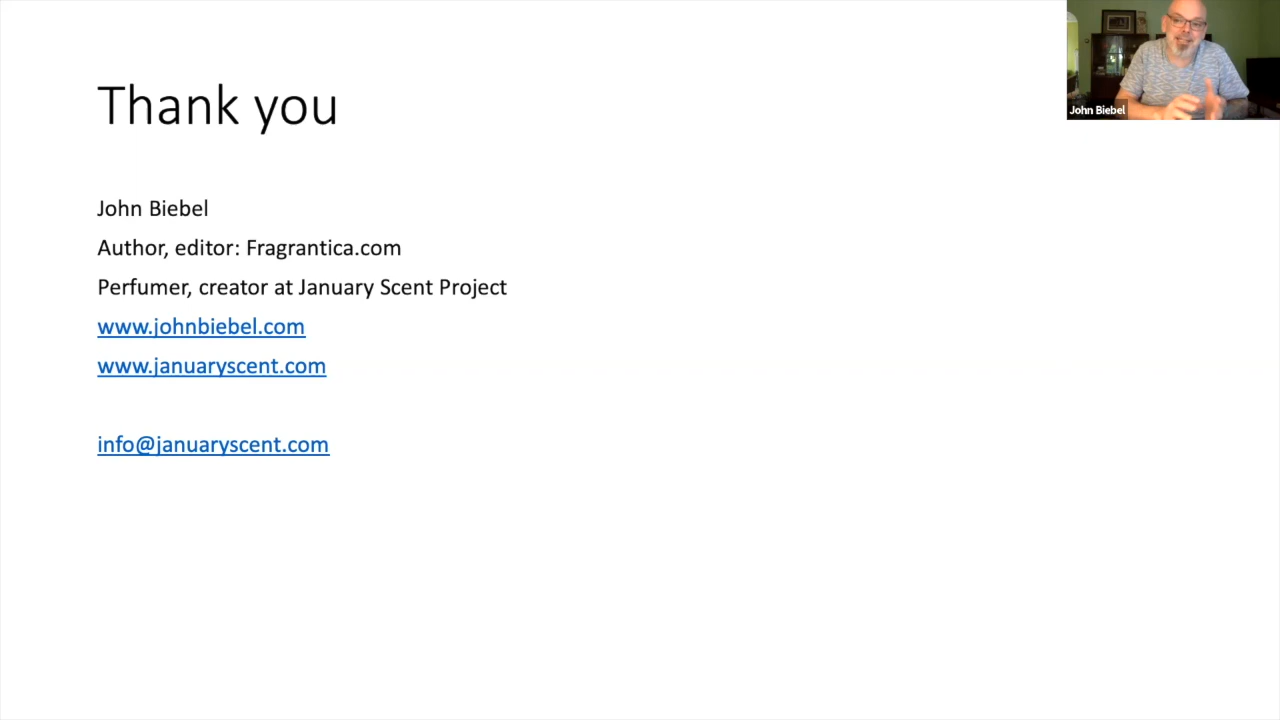 Thank you
John Biebel
John Biebel
Author, editor: Fragrantica.com
Perfumer, creator at January Scent Project
www.johnbiebel.com
www.januaryscent.com
info@januaryscent.com